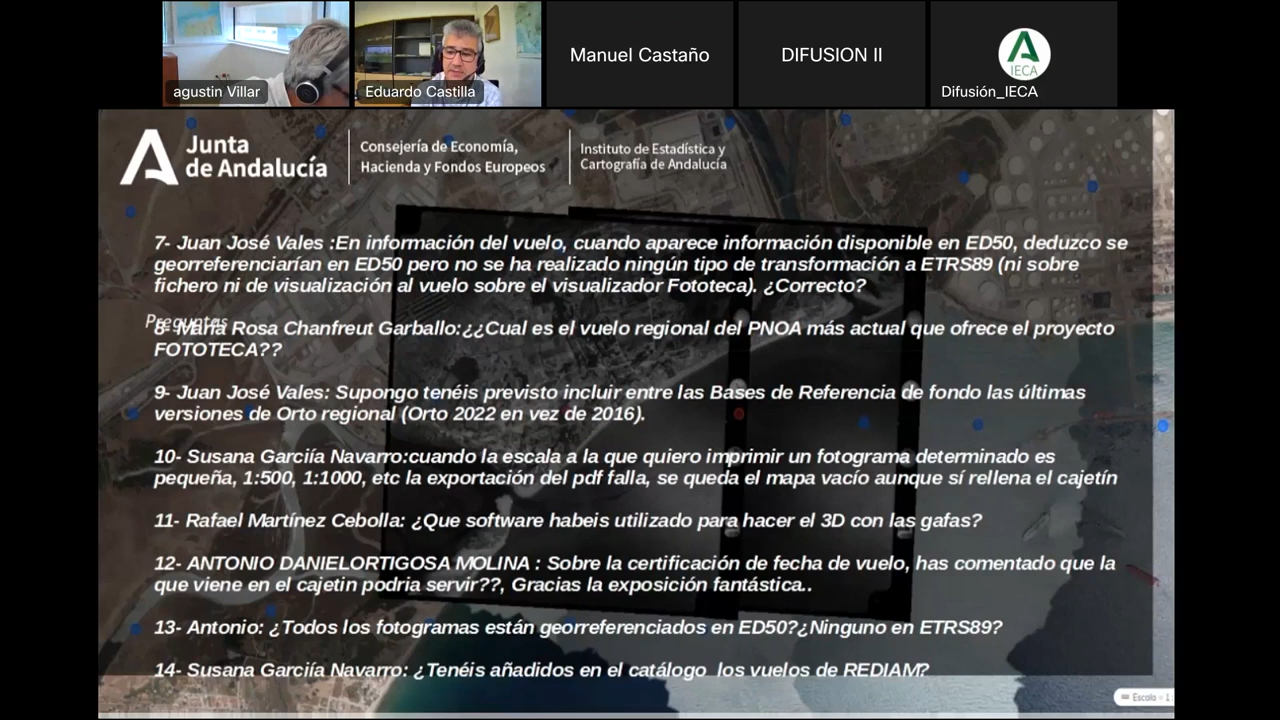 agustin Villar
Eduardo Castilla
Manuel Castaño
DIFUSION II
IECA
Difusión_IECA
Junta
de Andalucía
Consejería de Economía,
Hacienda y Fondos Europeos
Instituto de Estadística y
Cartografía de Andalucía
7- Juan José Vales :En información del vuelo, cuando aparece información disponible en ED50, deduzco se
georreferenciarían en ED50 pero no se ha realizado ningún tipo de transformación a ETRS89 (ni sobre
fichero ni de visualización al vuelo sobre el visualizador Fototeca). ¿Correcto?
Preguntas
8- María Rosa Chanfreut Garballo:¿¿Cual es el vuelo regional del PNOA más actual que ofrece el proyecto
FOTOTECA??
9- Juan José Vales: Supongo tenéis previsto incluir entre las Bases de Referencia de fondo las últimas
versiones de Orto regional (Orto 2022 en vez de 2016).
10- Susana Garciía Navarro:cuando la escala a la que quiero imprimir un fotograma determinado es
pequeña, 1:500, 1:1000, etc la exportación del pdf falla, se queda el mapa vacío aunque sí rellena el cajetín
11- Rafael Martínez Cebolla: ¿Que software habeis utilizado para hacer el 3D con las gafas?
12- ANTONIO DANIELORTIGOSA MOLINA : Sobre la certificación de fecha de vuelo, has comentado que la
que viene en el cajetin podria servir??, Gracias la exposición fantástica..
13- Antonio: ¿Todos los fotogramas están georreferenciados en ED50?¿Ninguno en ETRS89?
14- Susana Garciía Navarro: ¿Tenéis añadidos en el catálogo  los vuelos de REDIAM?
Escala = 1: